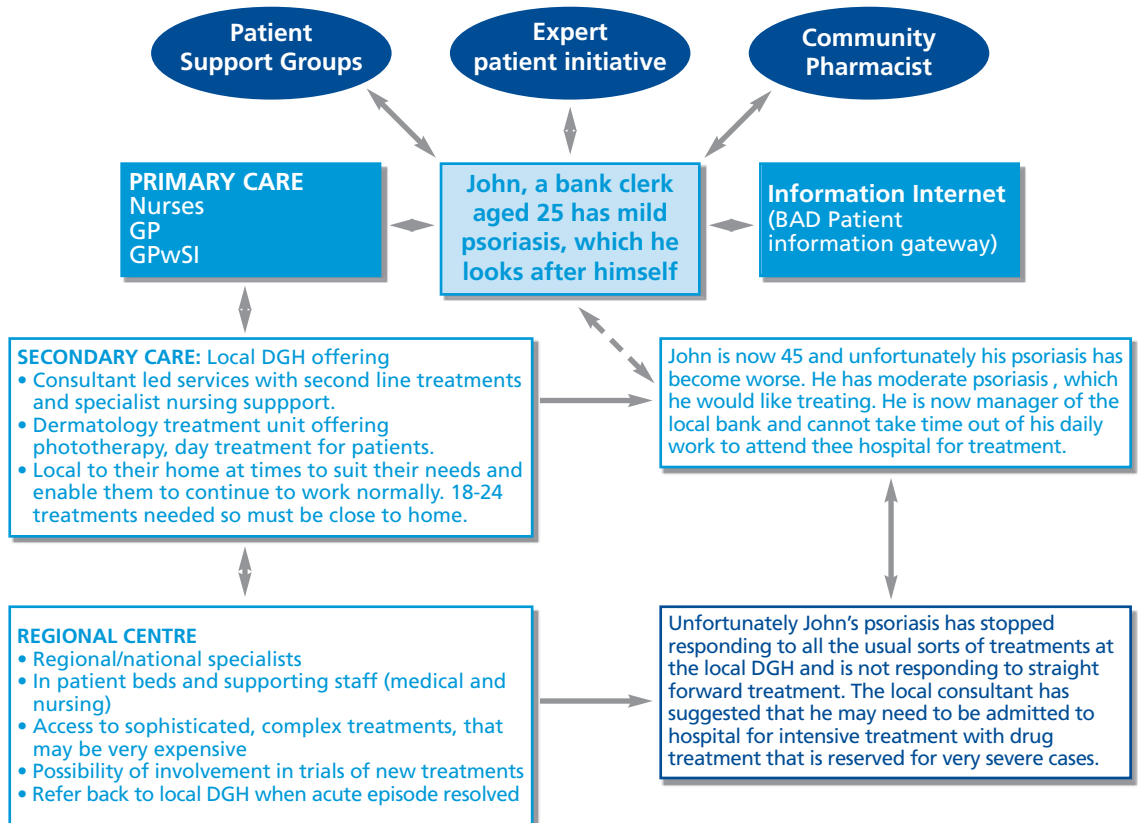 Patient
Support Groups
Expert
patient initiative
Community
Pharmacist
PRIMARY CARE
Nurses
GP
GPwSI
John, a bank clerk
aged 25 has mild
psoriasis, which he
looks after himself
Information Internet
(BAD Patient
information gateway)
SECONDARY CARE: Local DGH offering
• Consultant led services with second line treatments
and specialist nursing suppport.
• Dermatology treatment unit offering
phototherapy, day treatment for patients.
• Local to their home at times to suit their needs and
enable them to continue to work normally. 18-24
treatments needed so must be close to home.
John is now 45 and unfortunately his psoriasis has
become worse. He has moderate psoriasis , which
he would like treating. He is now manager of the
local bank and cannot take time out of his daily
work to attend thee hospital for treatment.
REGIONAL CENTRE
• Regional/national specialists
• In patient beds and supporting staff (medical and
nursing)
• Access to sophisticated, complex treatments, that
may be very expensive
• Possibility of involvement in trials of new treatments
• Refer back to local DGH when acute episode resolved
Unfortunately John’s psoriasis has stopped
responding to all the usual sorts of treatments at
the local DGH and is not responding to straight
forward treatment. The local consultant has
suggested that he may need to be admitted to
hospital for intensive treatment with drug
treatment that is reserved for very severe cases.